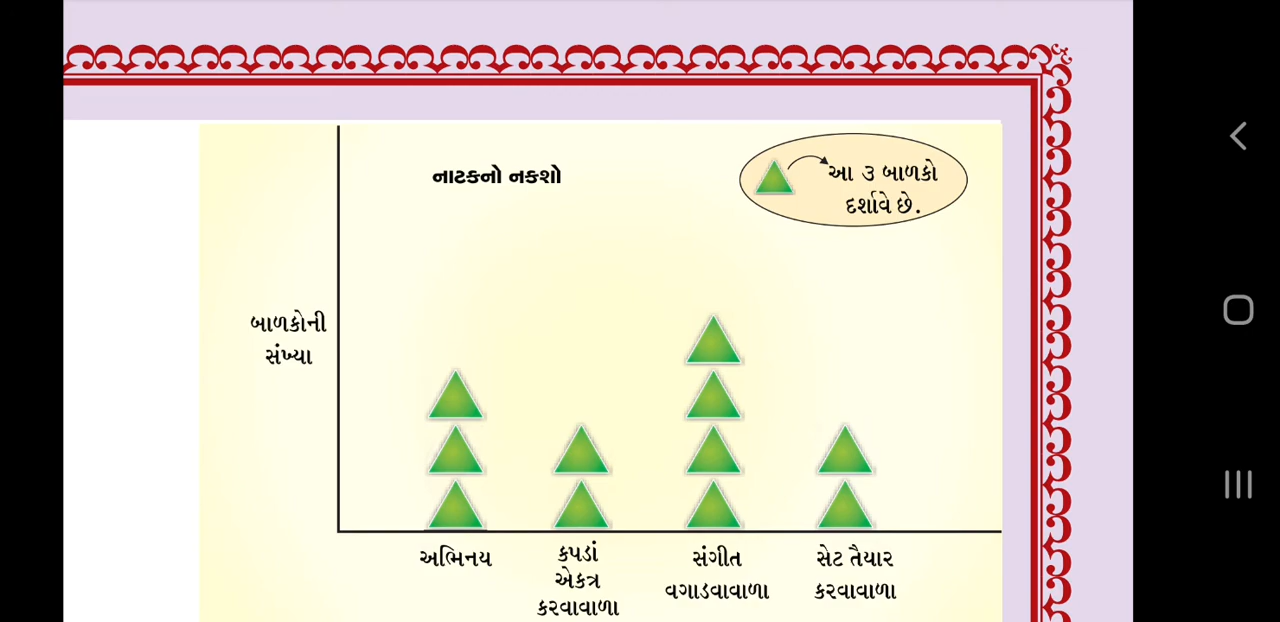 નાટકનો નકશો
આ ૩ બાળકો
દર્શાવે છે.
બાળકોની
સંખ્યા
અભિનય
કપડાં
એકત્ર
કરવાવાળા
સંગીત
વગાડવાવાળા
સેટ તૈયાર
કરવાવાળા